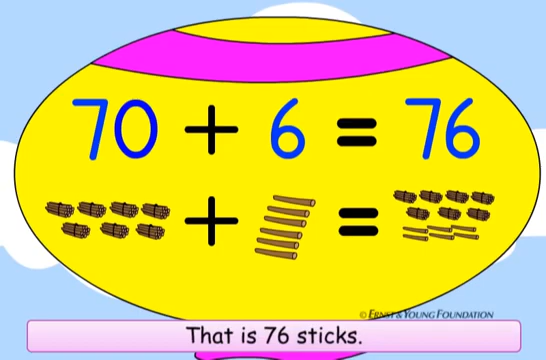 70 + 6 = 76
+ =
© ERNST & YOUNG FOUNDATION
That is 76 sticks.